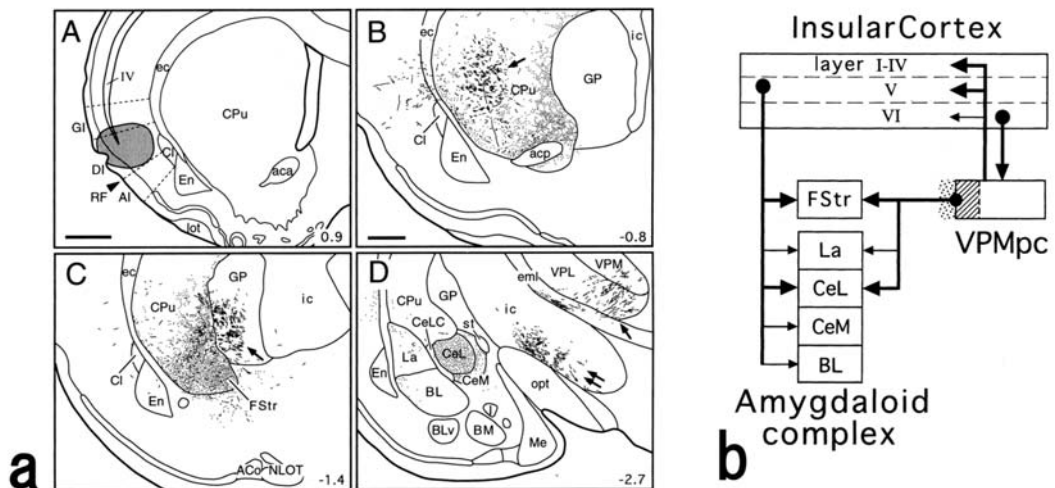 A
IV
ec
CPu
GI
Cl
DI
En
aca
RF
AI
lot
0.9
B
ec
ic
GP
CPu
Cl
En
acp
-0.8
C
ec
GP
CPu
ic
Cl
En
FStr
ACo
NLOT
-1.4
D
eml
VPL
VPM
CPu
GP
ic
CeLC
st
La
CeL
En
CeM
opt
BL
BLv
BM
Me
-2.7
a
InsularCortex
layer I-IV
V
VI
FStr
VPMpc
La
CeL
CeM
BL
Amygdaloid
complex
b